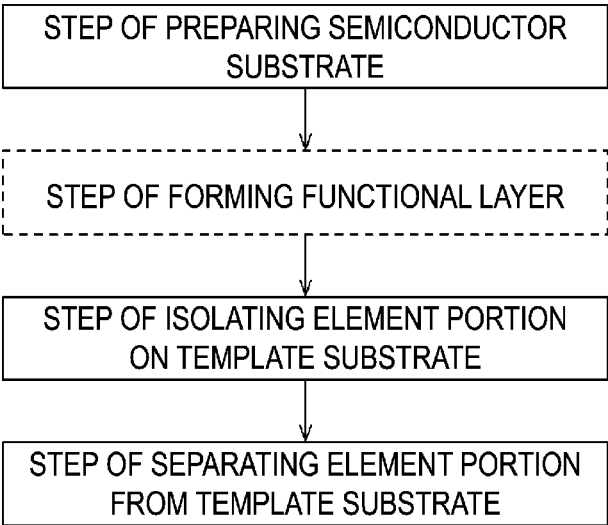 STEP OF PREPARING SEMICONDUCTOR
SUBSTRATE
STEP OF FORMING FUNCTIONAL LAYER
STEP OF ISOLATING ELEMENT PORTION
ON TEMPLATE SUBSTRATE
STEP OF SEPARATING ELEMENT PORTION
FROM TEMPLATE SUBSTRATE